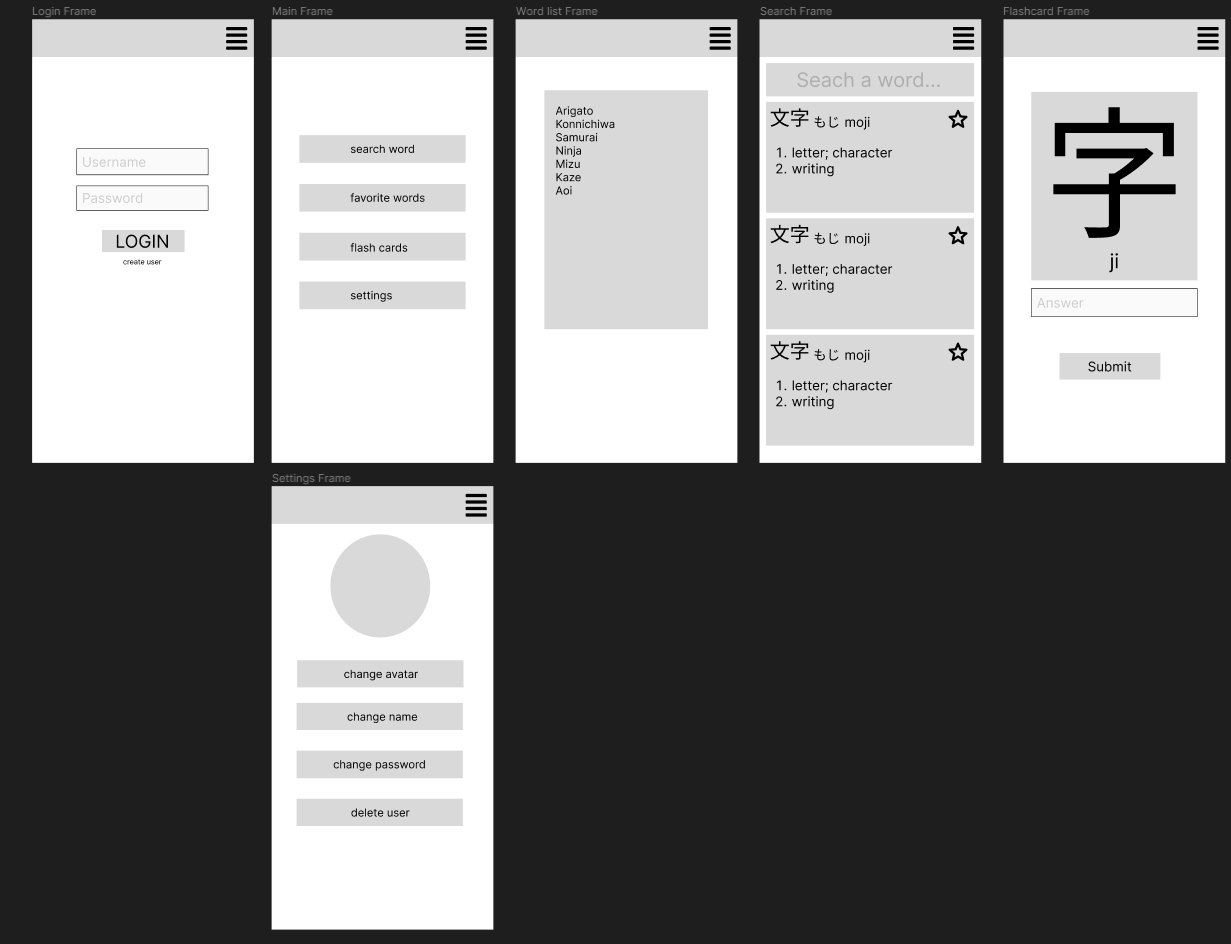 Login Frame
Username
Password
LOGIN
create user
Main Frame
search word
favorite words
flash cards
settings
Word list Frame
Arigato
Konnichiwa
Samurai
Ninja
Mizu
Kaze
Aoi
Search Frame
Seach a word...
文字 もじ moji
1. letter; character
2. writing
文字 もじ moji
1. letter; character
2. writing
文字 もじ moji
1. letter; character
2. writing
Flashcard Frame
字
ji
Answer
Submit
Settings Frame
change avatar
change name
change password
delete user